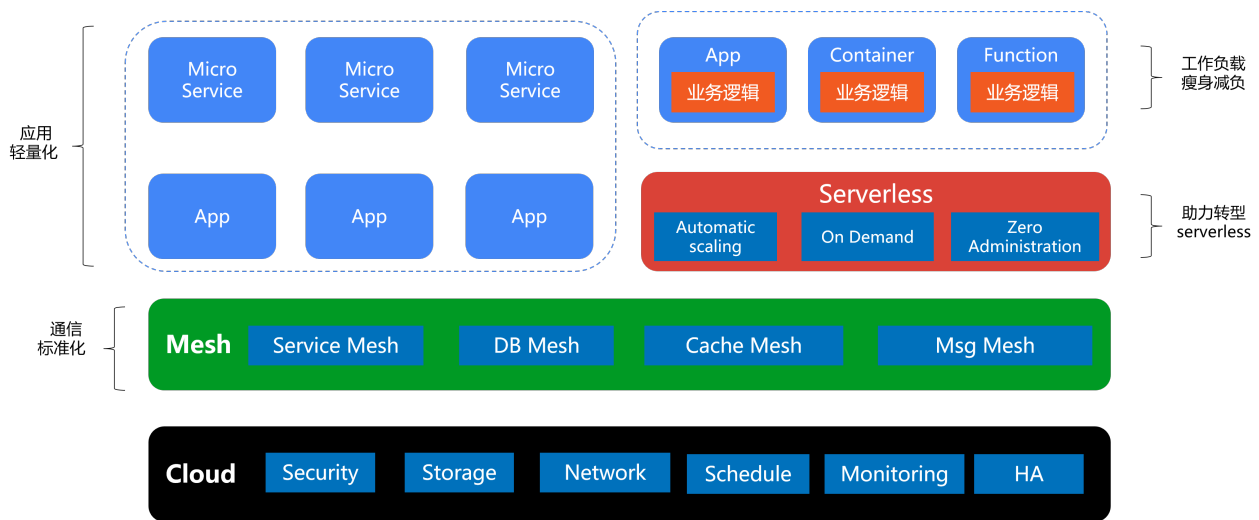 应用
轻量化
Micro
Service
Micro
Service
Micro
Service
App
App
App
App
业务逻辑
Container
业务逻辑
Function
业务逻辑
工作负载
瘦身减负
Serverless
Automatic
scaling
On Demand
Zero
Administration
助力转型
serverless
通信
标准化
Mesh
Service Mesh
DB Mesh
Cache Mesh
Msg Mesh
Cloud
Security
Storage
Network
Schedule
Monitoring
HA